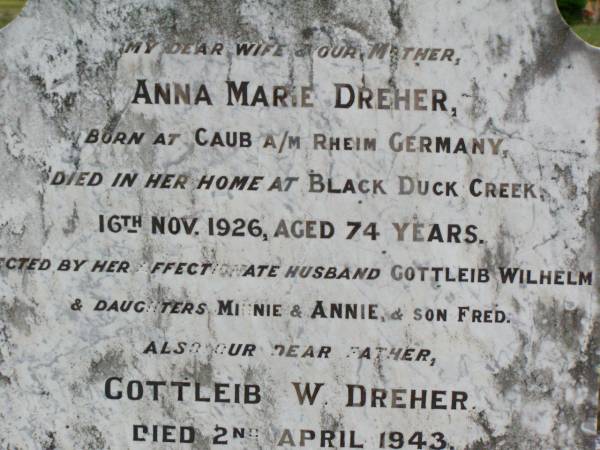 MY DEAR WIFE & OUR MOTHER,
ANNA MARIE DREHER,
BORN AT CAUB A/M RHEIM GERMANY,
DIED IN HER HOME AT BLACK DUCK CREEK,
16TH NOV. 1926, AGED 74 YEARS.
ECTED BY HER AFFECTIONATE HUSBAND GOTTLEIB WILHELM
& DAUGHTERS MINNIE & ANNIE, & SON FRED.
ALSO OUR DEAR FATHER,
GOTTLEIB W. DREHER
DIED 2ND APRIL 1943.